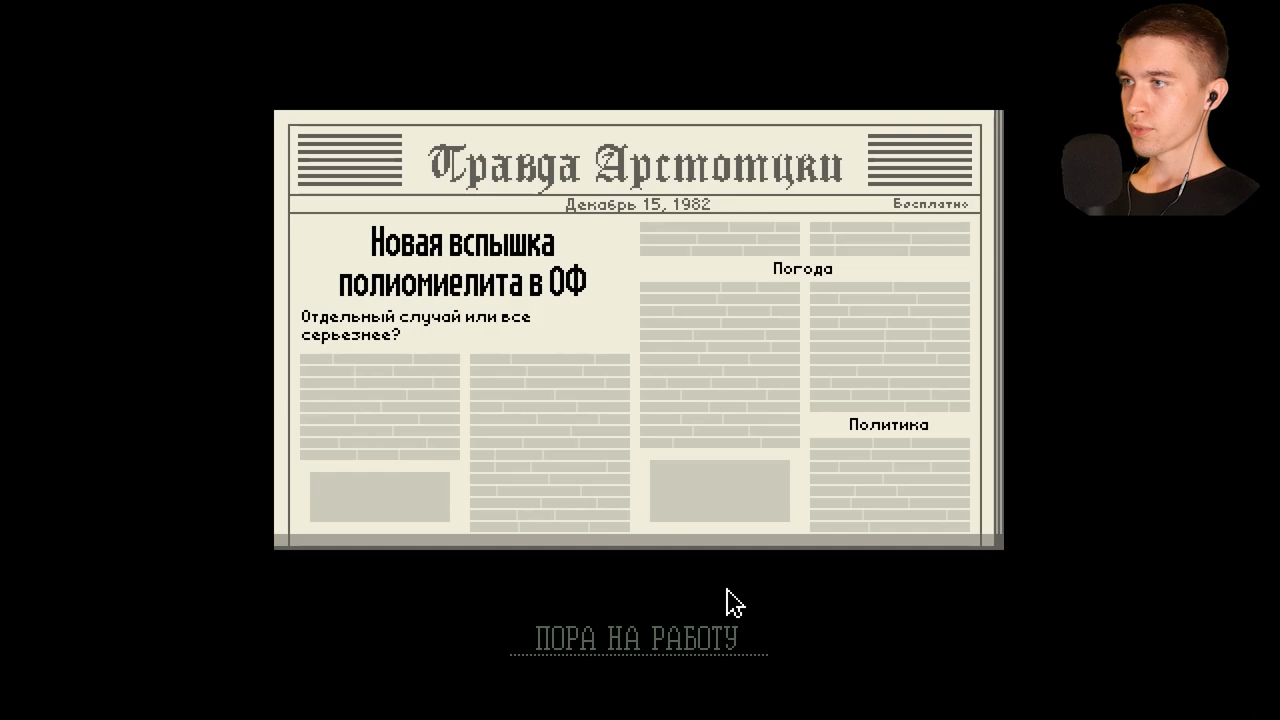 Правда Арстотцки
Декабрь 15, 1982
Бесплатно
Новая вспышка
полиомиелита в ОФ
Отдельный случай или все
серьезнее?
Погода
Политика
ПОРА НА РАБОТУ